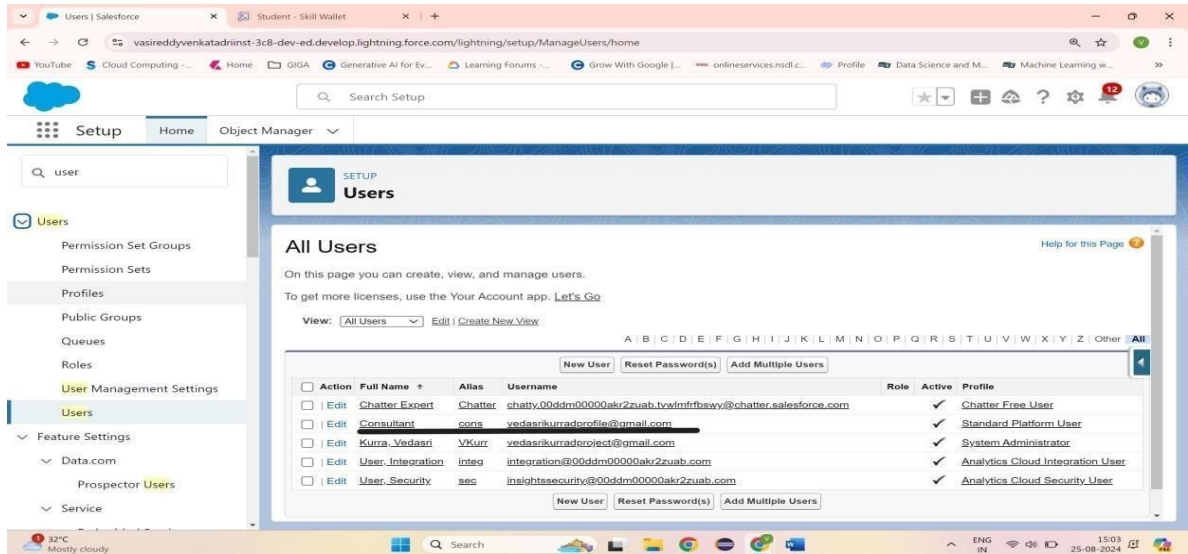 Users | Salesforce
Student - Skill Wallet
vasireddyvenkatadriinst-3c8-dev-ed.develop.lightning.force.com/lightning/setup/ManageUsers/home
YouTube Cloud Computing -... Home GIGA Generative AI for Ev... Learning Forums -... Grow With Google |... onlineservices.nsdl.c... Profile Data Science and M... Machine Learning w... »
Search Setup
12
Setup Home Object Manager
user
Users
Permission Set Groups
Permission Sets
Profiles
Public Groups
Queues
Roles
User Management Settings
Users
Feature Settings
Data.com
Prospector Users
Service
SETUP
Users
All Users
Help for this Page
On this page you can create, view, and manage users.
To get more licenses, use the Your Account app. Let's Go
View: All Users Edit | Create New View
A | B | C | D | E | F | G | H | I | J | K | L | M | N | O | P | Q | R | S | T | U | V | W | X | Y | Z | Other All
New User Reset Password(s) Add Multiple Users
Action Full Name ↑ Alias Username Role Active Profile
| Edit Chatter Expert Chatter chatty.00ddm00000akr2zuab.tvwlmfrfbswy@chatter.salesforce.com ✓ Chatter Free User
| Edit Consultant cons vedasrikurradprofile@gmail.com ✓ Standard Platform User
| Edit Kurra, Vedasri VKurr vedasrikurradproject@gmail.com ✓ System Administrator
| Edit User, Integration integ integration@00ddm00000akr2zuab.com ✓ Analytics Cloud Integration User
| Edit User, Security sec insightssecurity@00ddm00000akr2zuab.com ✓ Analytics Cloud Security User
New User Reset Password(s) Add Multiple Users
1
32°C
Mostly cloudy
Search
ENG
IN
15:03
25-08-2024